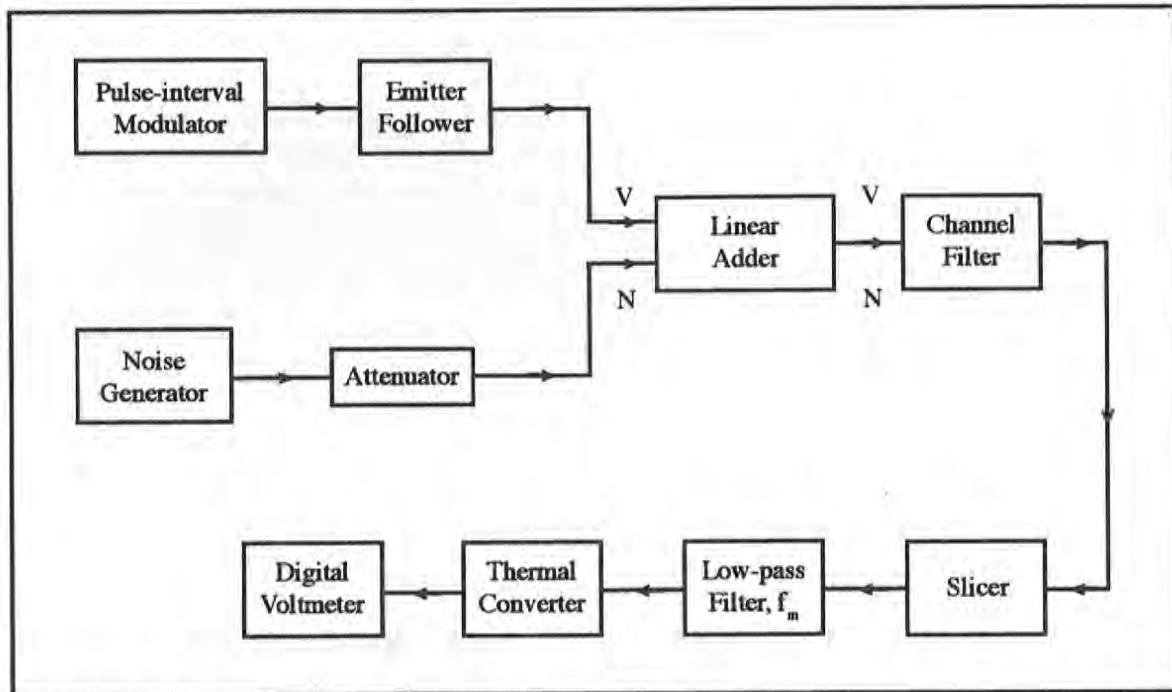 Pulse-interval
Modulator
Emitter
Follower
V
N
Linear
Adder
V
N
Channel
Filter
Noise
Generator
Attenuator
Digital
Voltmeter
Thermal
Converter
Low-pass
Filter, fm
Slicer